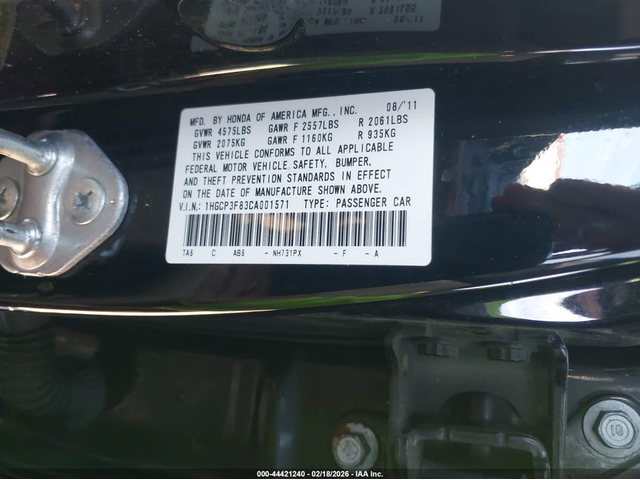 MFD. BY HONDA OF AMERICA MFG., INC. 08/'11
GVWR 4575LBS GAWR F 2557LBS R 2061LBS
GVWR 2075KG GAWR F 1160KG R 935KG
THIS VEHICLE CONFORMS TO ALL APPLICABLE
FEDERAL MOTOR VEHICLE SAFETY, BUMPER,
AND THEFT PREVENTION STANDARDS IN EFFECT
ON THE DATE OF MANUFACTURE SHOWN ABOVE.
V.I.N.: 1HGCP3F83CA001571 TYPE: PASSENGER CAR
TA6 C AB6 - NH731PX - F - A
000-44421240 - 02/18/2026 - IAA Inc.